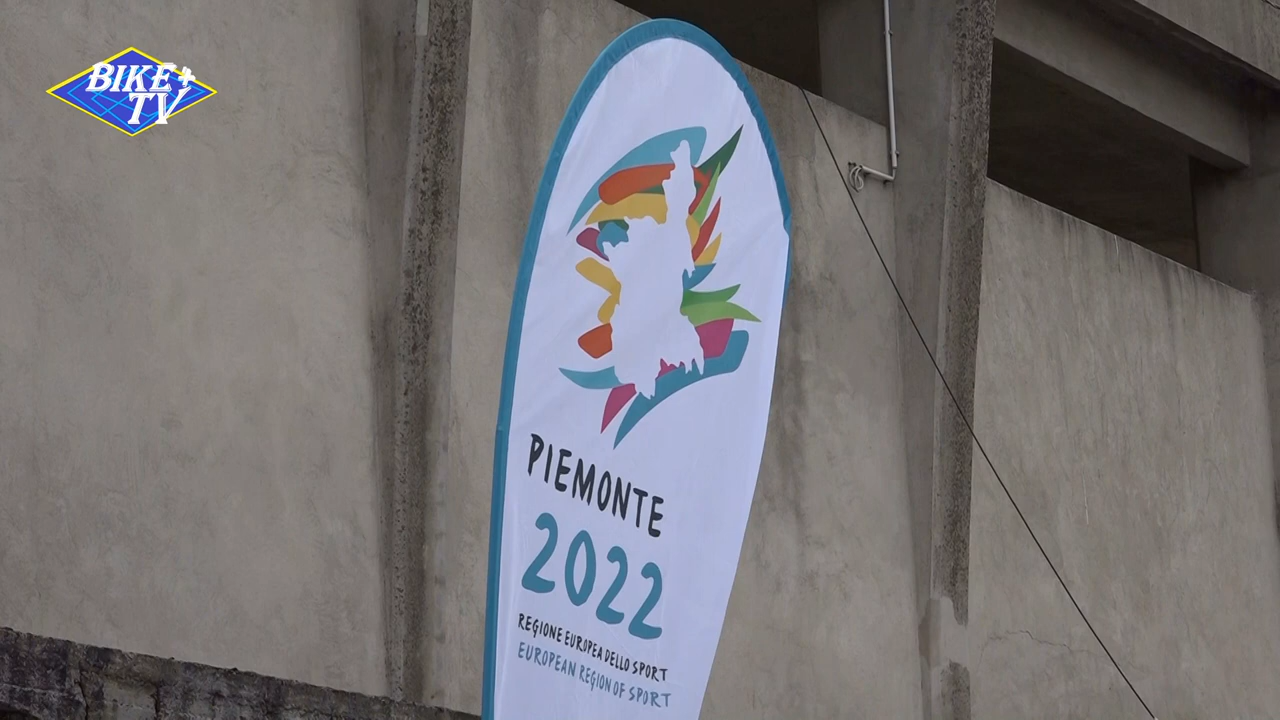 BIKE+
TV
PIEMONTE
2022
REGIONE EUROPEA DELLO SPORT
EUROPEAN REGION OF SPORT